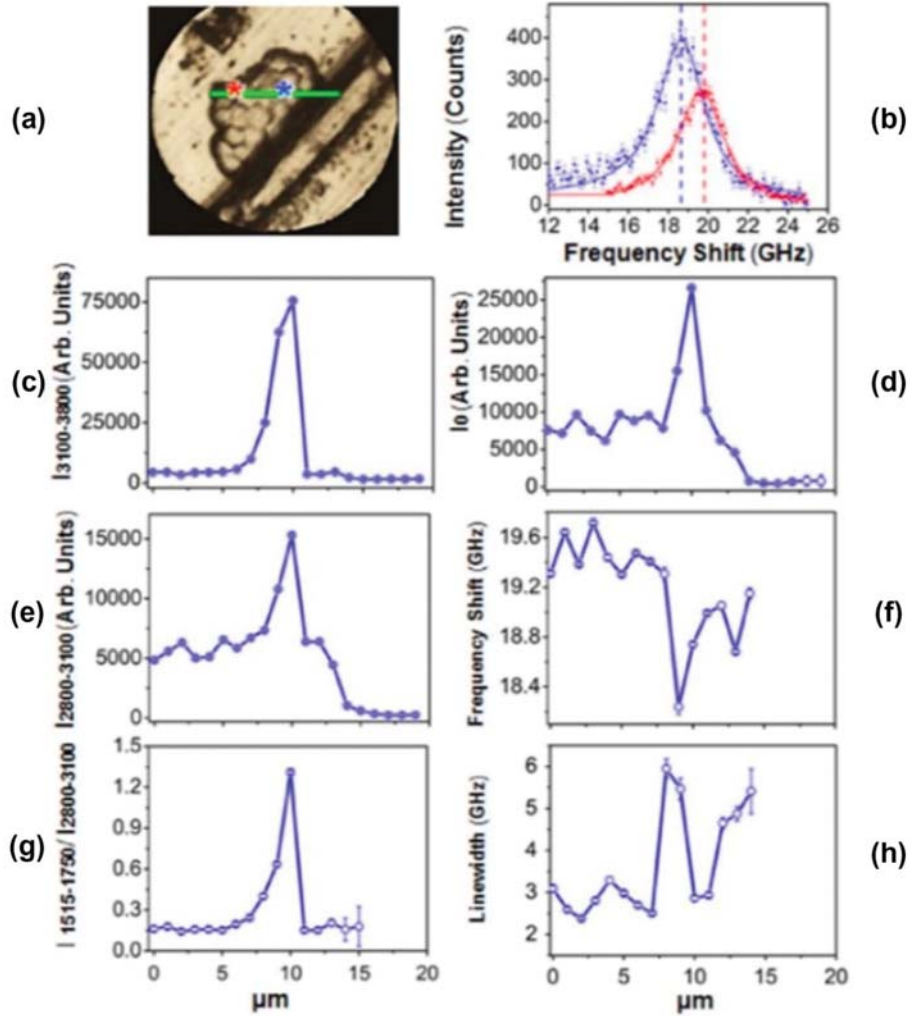 (a)
* *
(b)
Intensity (Counts)
400
300
200
100
0
12 14 16 18 20 22 24 26
Frequency Shift (GHz)
(c)
I3100-3800 (Arb. Units)
75000
50000
25000
0
(d)
I0 (Arb. Units)
25000
20000
15000
10000
5000
0
(e)
I2800-3100 (Arb. Units)
15000
10000
5000
0
(f)
Frequency Shift (GHz)
19.6
19.2
18.8
18.4
(g)
I 1515-1750/ I2800-3100
1.5
1.2
0.9
0.6
0.3
0.0
0 5 10 15 20
µm
(h)
Linewidth (GHz)
6
5
4
3
2
0 5 10 15 20
µm